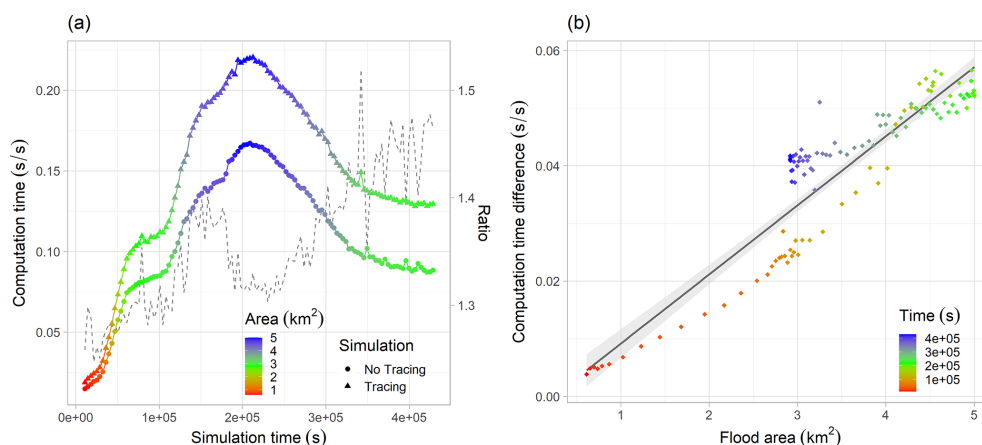 (a)
Computation time (s/s)
0.20
0.15
0.10
0.05
1.5
1.4
1.3
Ratio
Area (km²)
5
4
3
2
1
Simulation
No Tracing
Tracing
0e+00 1e+05 2e+05 3e+05 4e+05
Simulation time (s)
(b)
Computation time difference (s/s)
0.06
0.04
0.02
0.00
Time (s)
4e+05
3e+05
2e+05
1e+05
1 2 3 4 5
Flood area (km²)